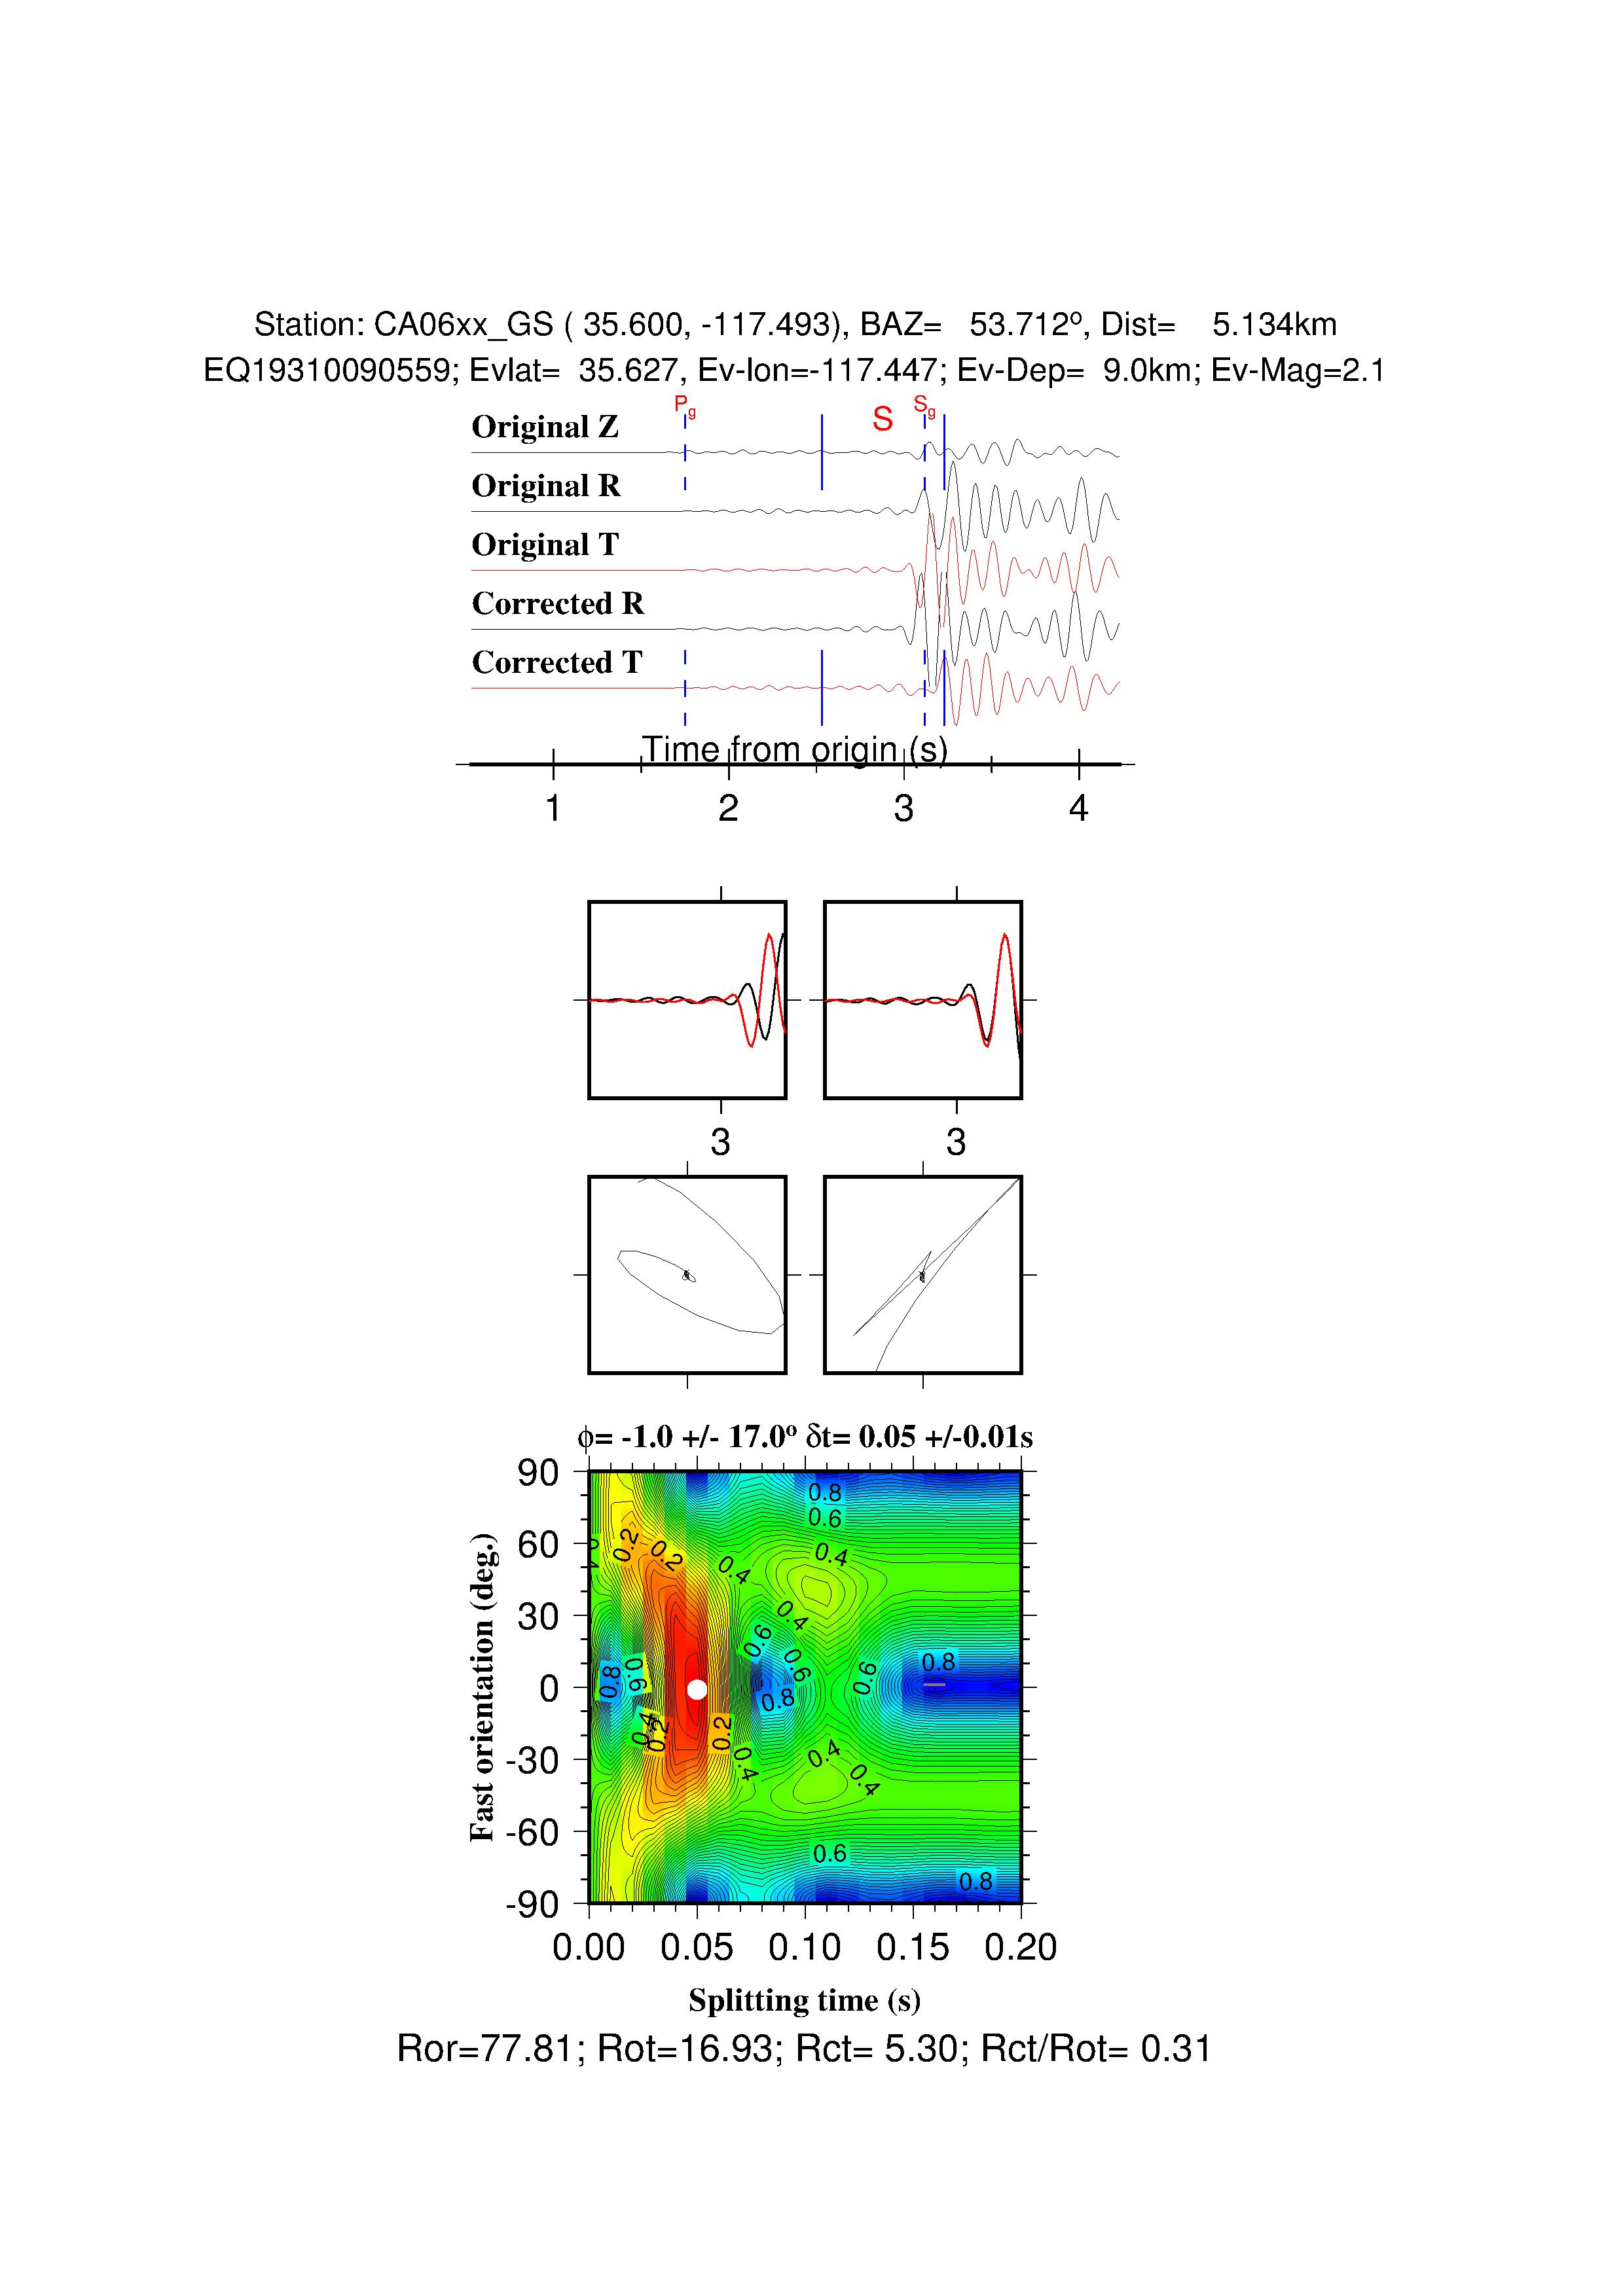 Station: CA06xx_GS ( 35.600, -117.493), BAZ= 53.712º, Dist= 5.134km
EQ19310090559; Evlat= 35.627, Ev-lon=-117.447; Ev-Dep= 9.0km; Ev-Mag=2.1
Pg S Sg
Original Z
Original R
Original T
Corrected R
Corrected T
Time from origin (s)
1 2 3 4
3 3
ϕ= -1.0 +/- 17.0º δt= 0.05 +/-0.01s
90
60
30
0
-30
-60
-90
Fast orientation (deg.)
0.8
0.6
0.2 0.2 0.4 0.4
0.4
0.6 0.6 0.6 0.8
0.8 0.6 0.8
0.4 0.2 0.2 0.4 0.4 0.4
0.6
0.8
0.00 0.05 0.10 0.15 0.20
Splitting time (s)
Ror=77.81; Rot=16.93; Rct= 5.30; Rct/Rot= 0.31